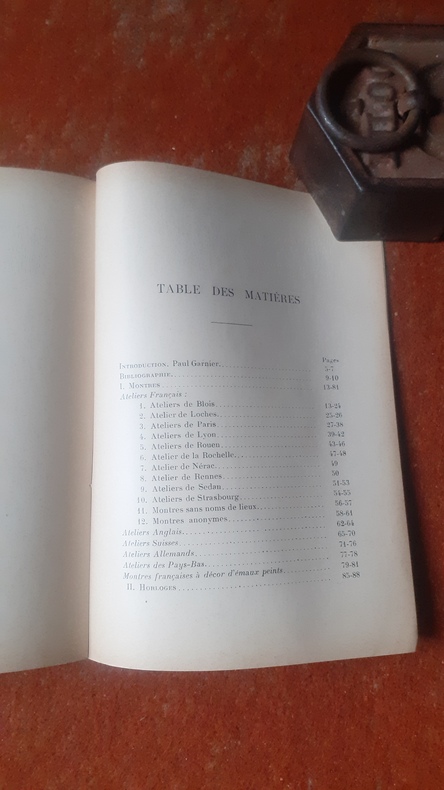 TABLE DES MATIÈRES
Pages
INTRODUCTION. Paul Garnier. 5-7
BIBLIOGRAPHIE. 9-10
I. MONTRES 13-81
Ateliers Français :
1. Ateliers de Blois 13-24
2. Atelier de Loches 25-26
3. Ateliers de Paris 27-38
4. Ateliers de Lyon 39-42
5. Ateliers de Rouen 43-46
6. Atelier de la Rochelle. 47-48
7. Atelier de Nérac 49
8. Atelier de Rennes 50
9. Ateliers de Sedan 51-53
10. Ateliers de Strasbourg 54-55
11. Montres sans noms de lieux 56-57
12. Montres anonymes 58-61
Ateliers Anglais. 62-64
Ateliers Suisses 65-70
Ateliers Allemands 71-76
Ateliers des Pays-Bas. 77-78
Montres françaises à décor d'émaux peints. 79-81
II. HORLOGES 85-88